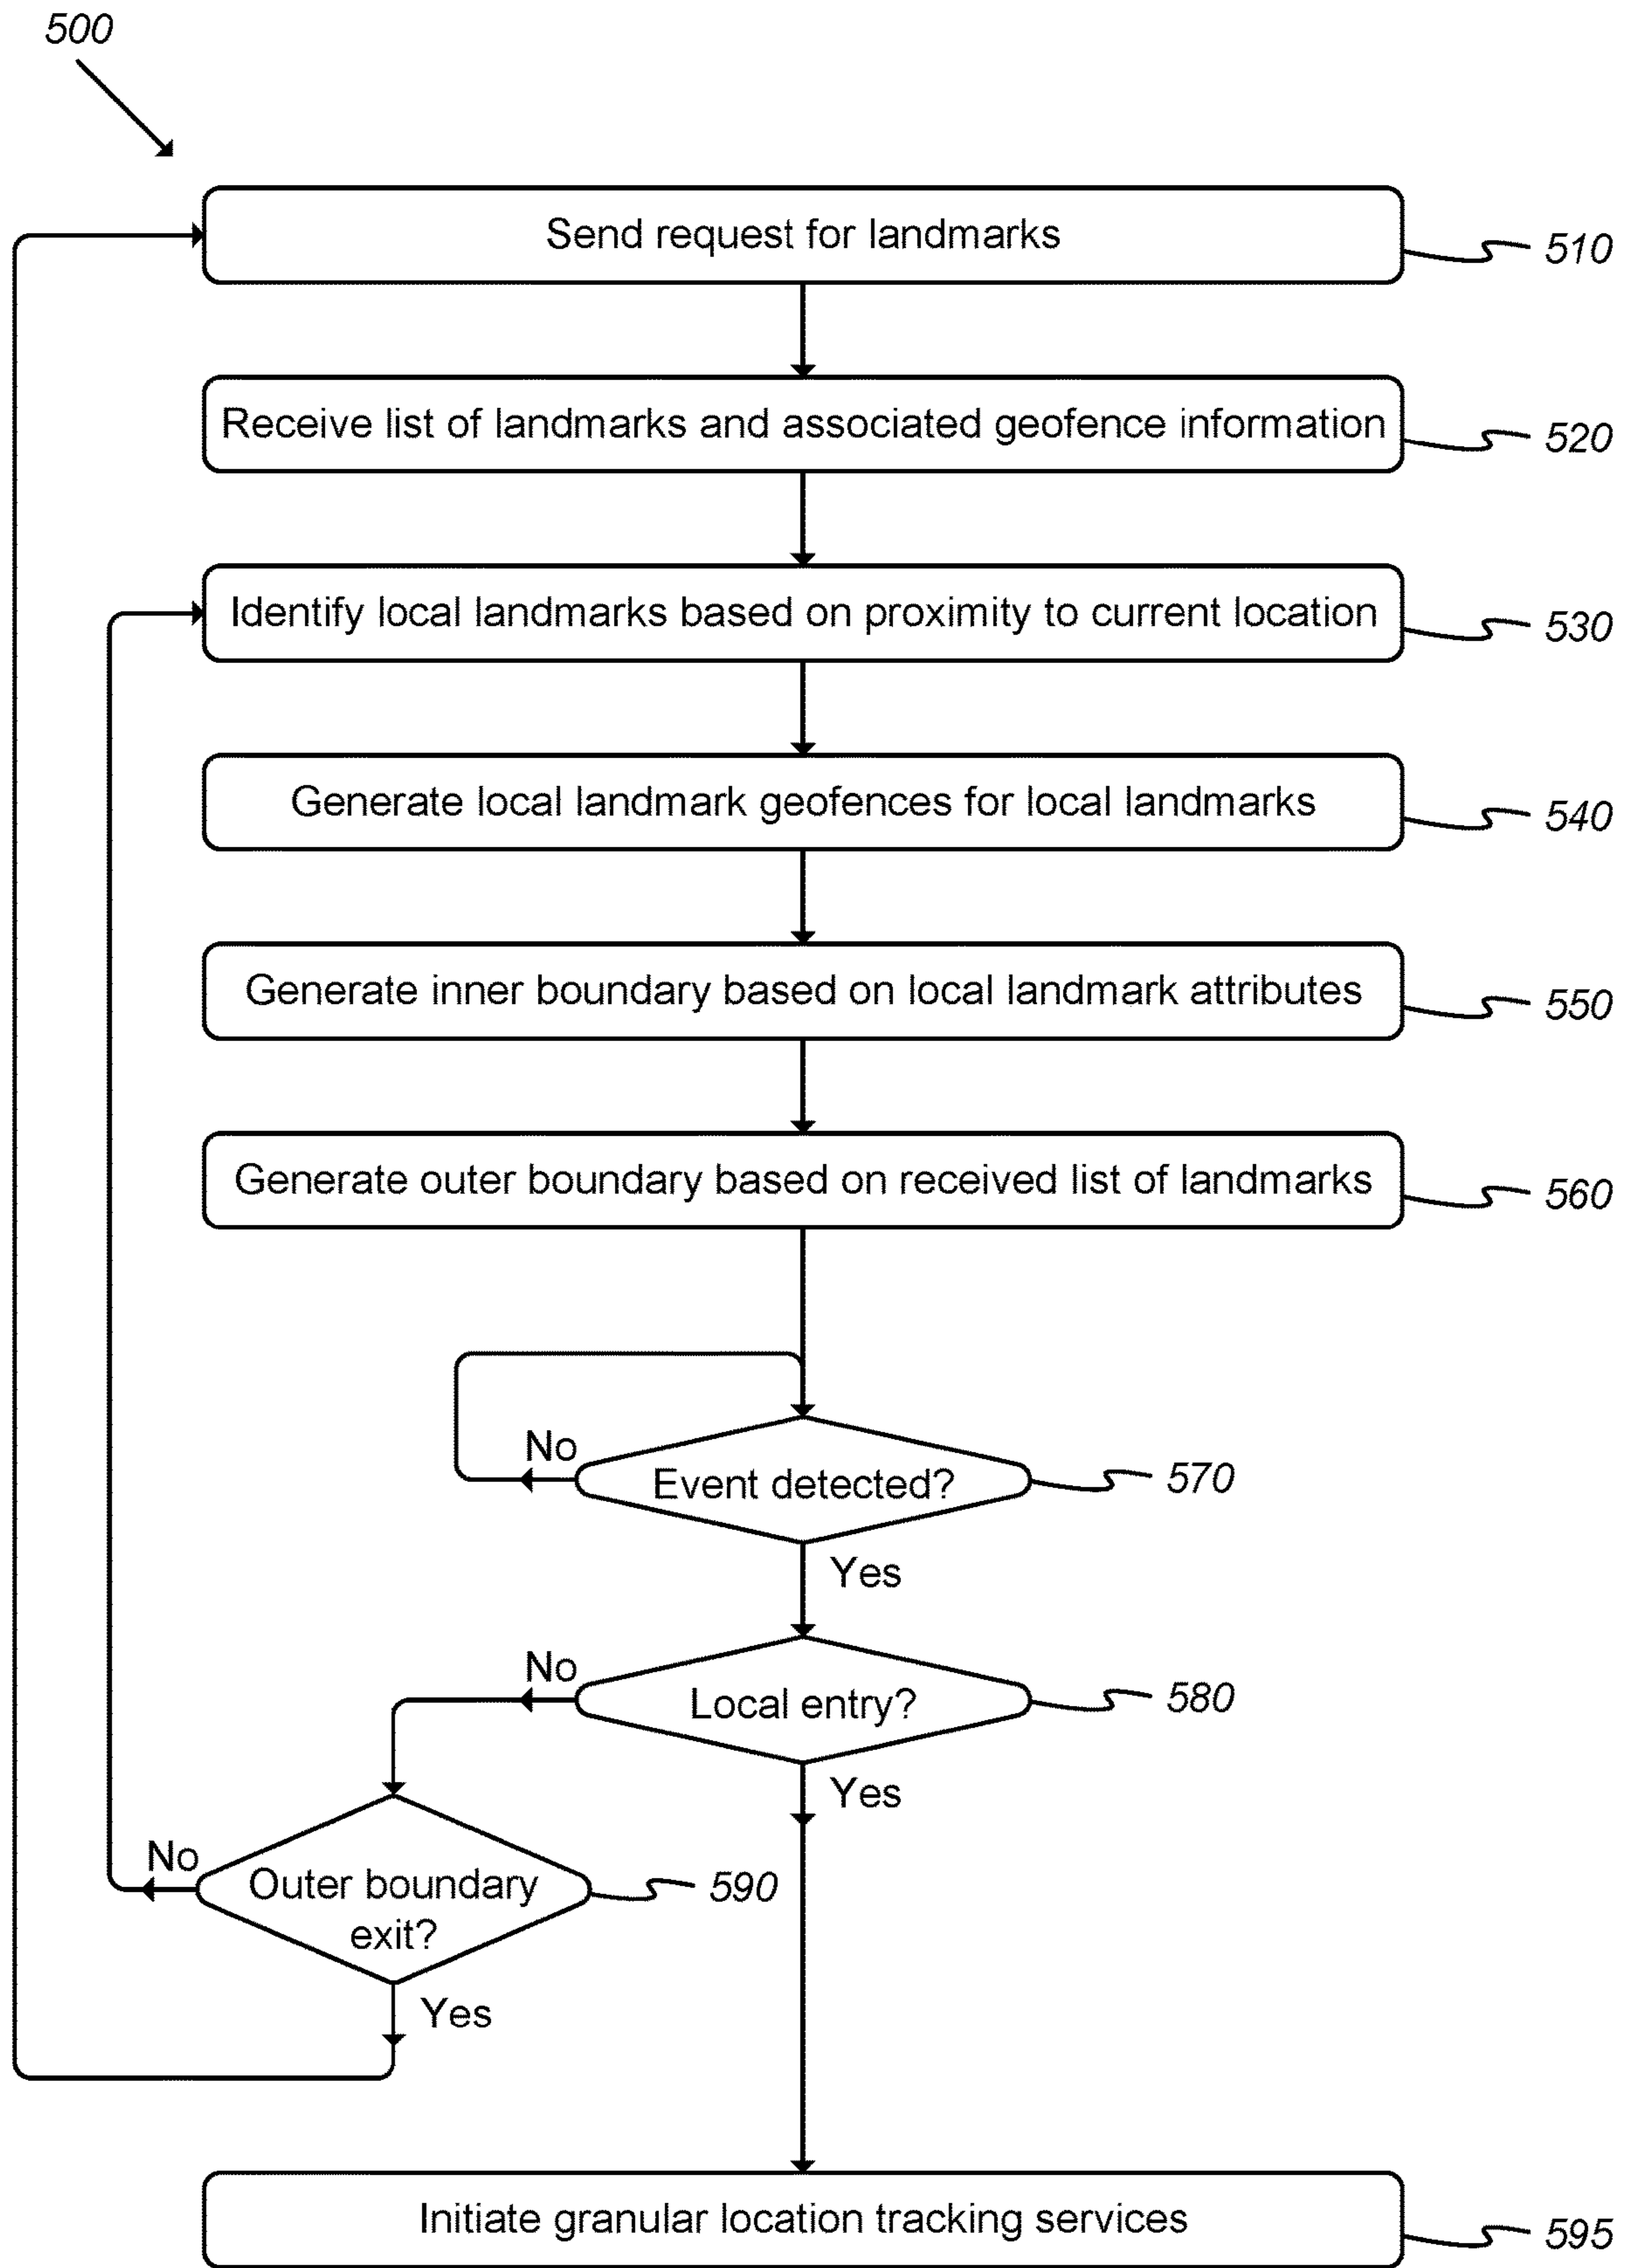 500
Send request for landmarks
510
Receive list of landmarks and associated geofence information
520
Identify local landmarks based on proximity to current location
530
Generate local landmark geofences for local landmarks
540
Generate inner boundary based on local landmark attributes
550
Generate outer boundary based on received list of landmarks
560
No
Event detected?
570
Yes
No
Local entry?
580
Yes
No
Outer boundary
exit?
590
Yes
Initiate granular location tracking services
595